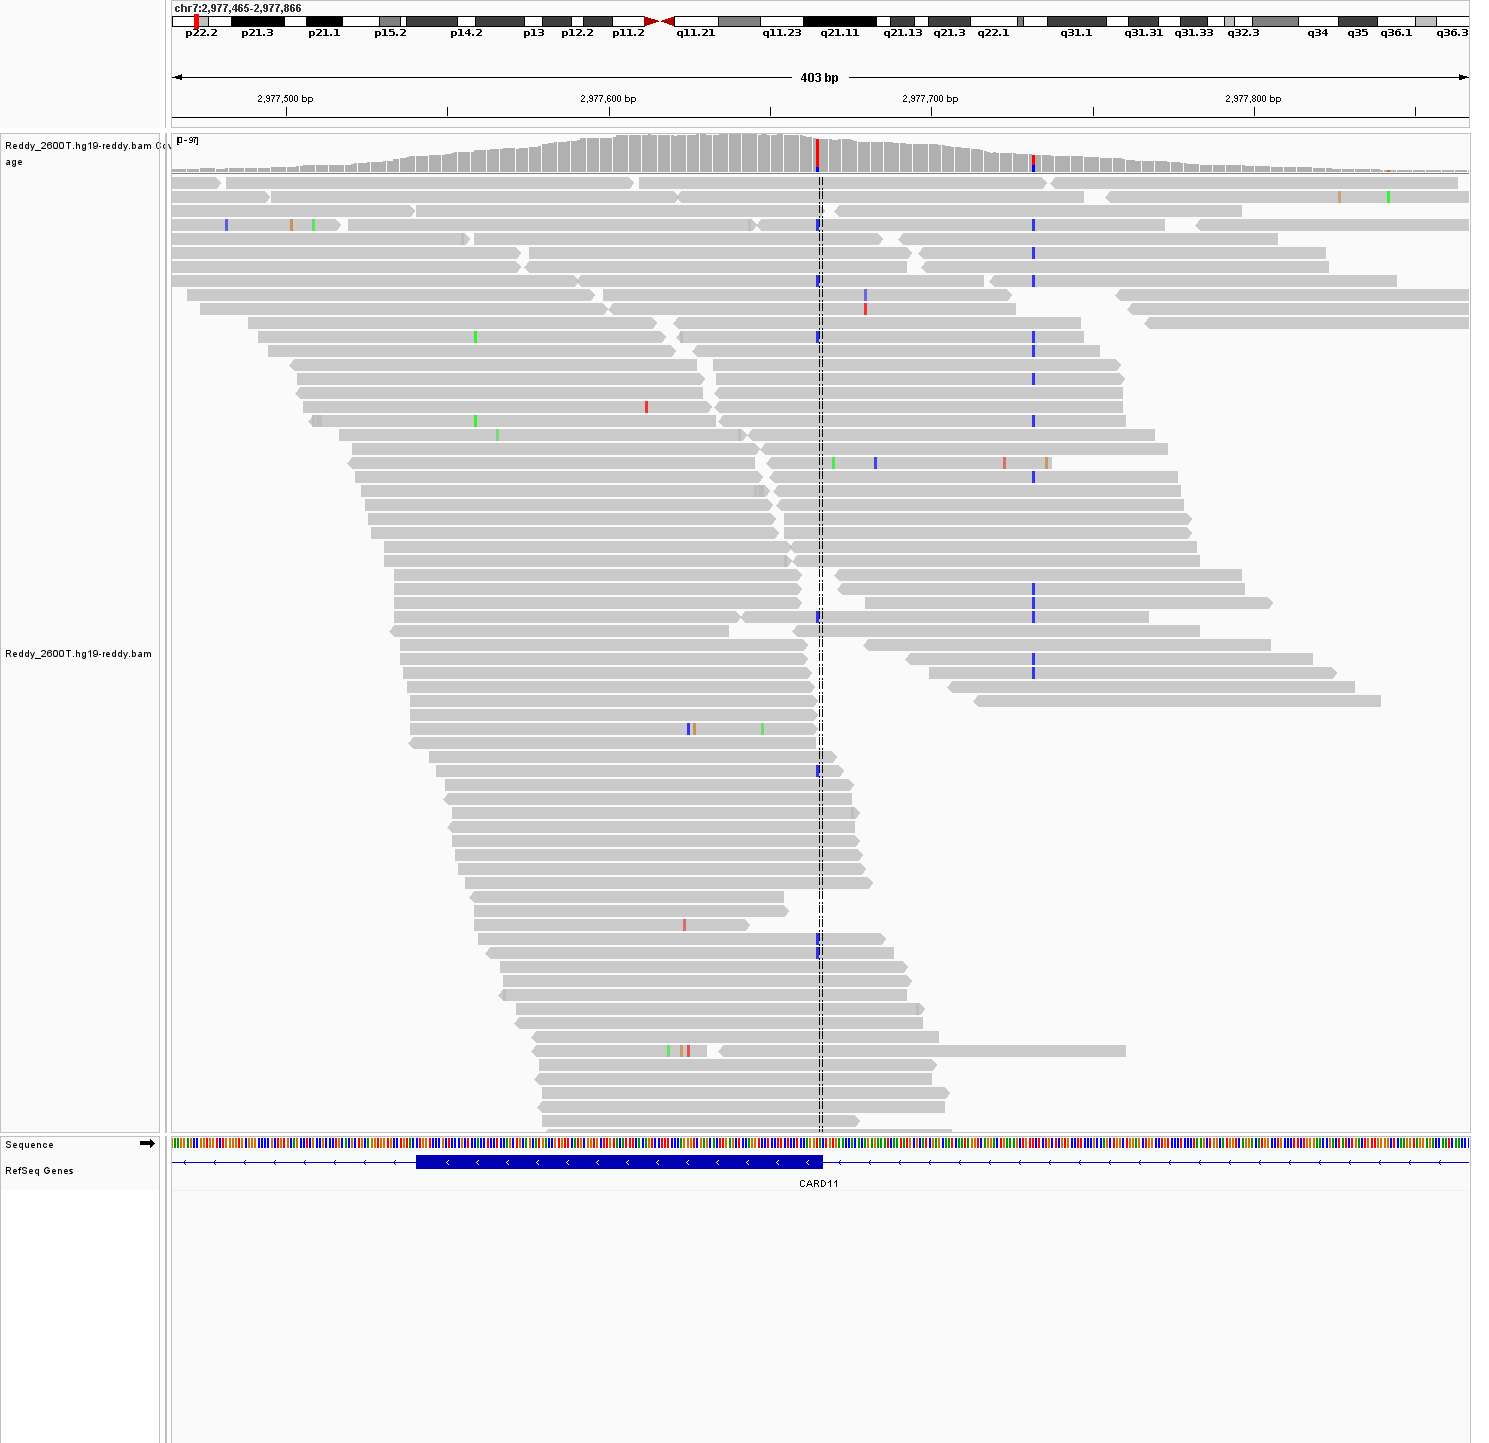 chr7:2,977,465-2,977,866
p22.2 p21.3 p21.1 p15.2 p14.2 p13 p12.2 p11.2 q11.21 q11.23 q21.11 q21.13 q21.3 q22.1 q31.1 q31.31 q31.33 q32.3 q34 q35 q36.1 q36.3
403 bp
2,977,500 bp 2,977,600 bp 2,977,700 bp 2,977,800 bp
[0-97]
Reddy_2600T.hg19-reddy.bam Cov
age
Reddy_2600T.hg19-reddy.bam
Sequence
RefSeq Genes
CARD11